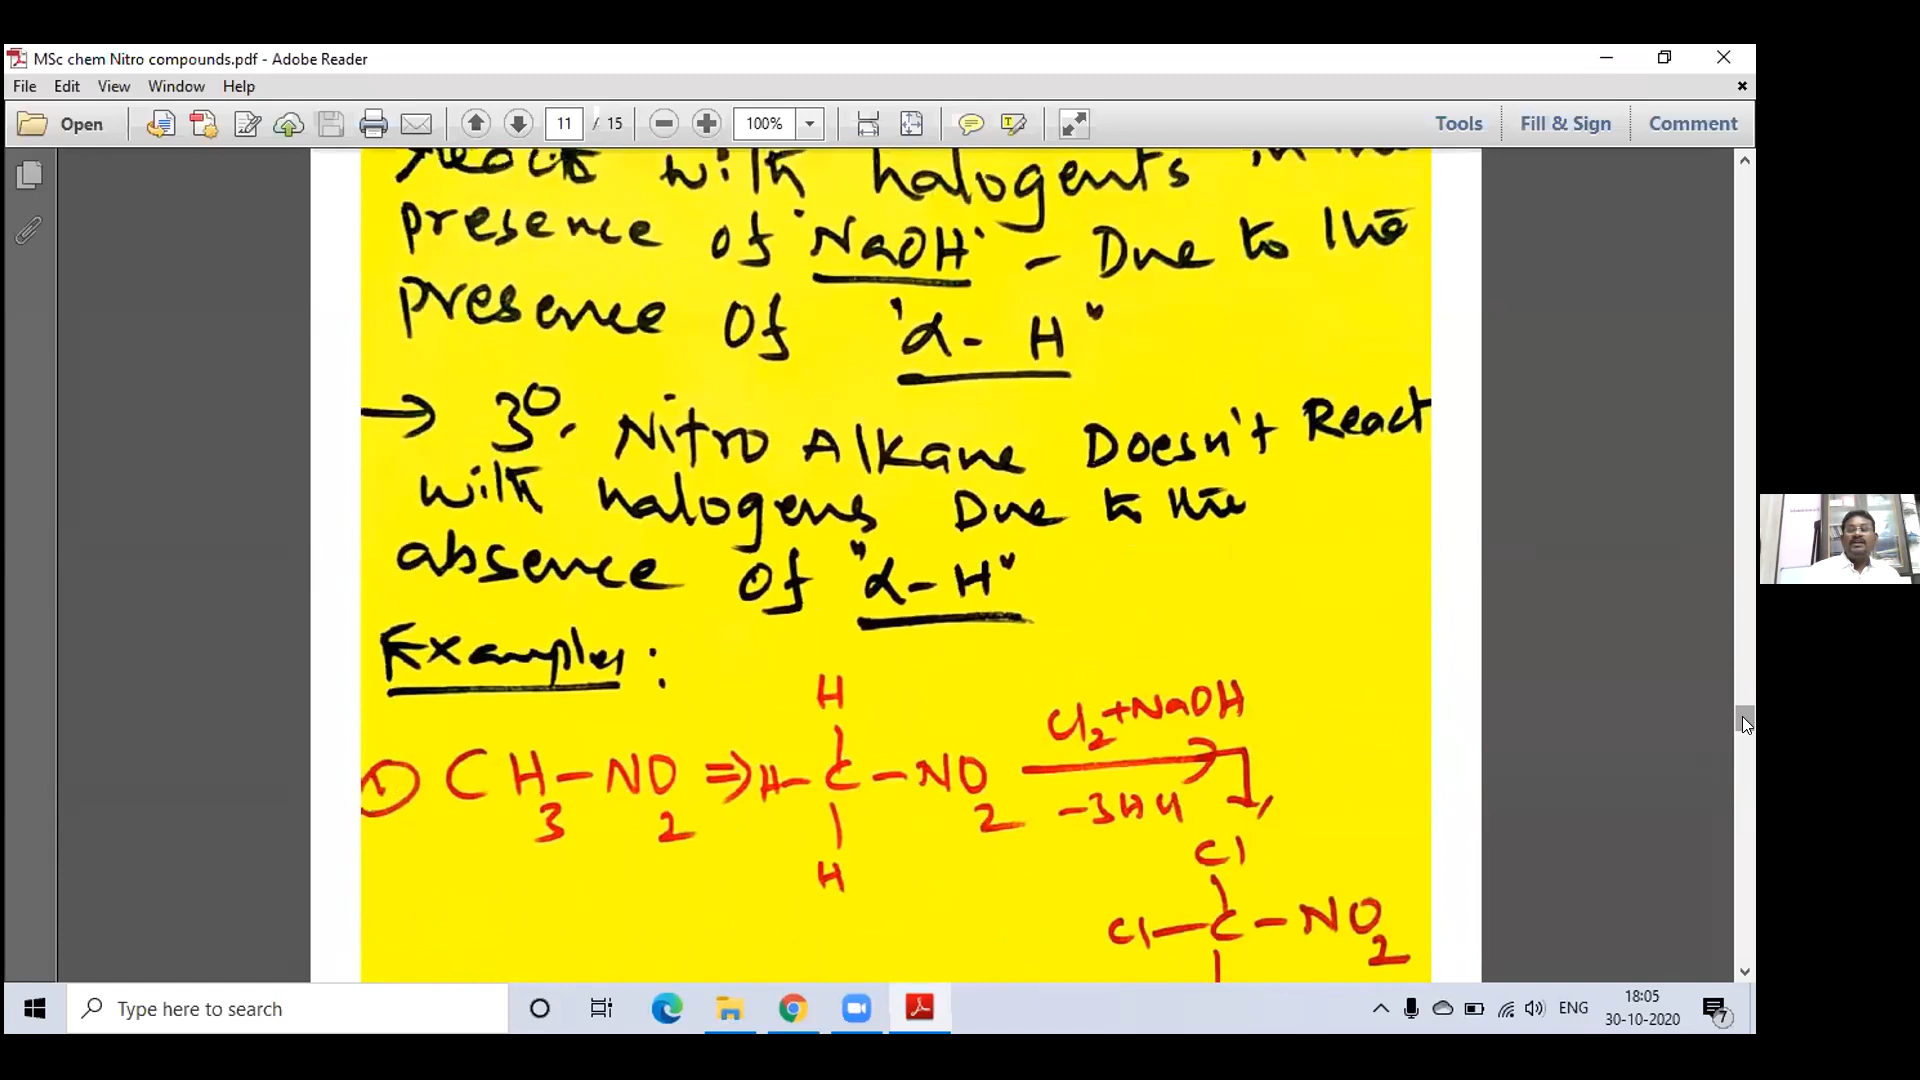 MSc chem Nitro compounds.pdf - Adobe Reader
File Edit View Window Help
Open 11 / 15 100% Tools Fill & Sign Comment
with halogents
presence of 'NaOH' - Due to the
presence of "α- H"
→ 3° Nitro Alkane Doesn't React
with halogens Due to the
absence of "α-H"
Examples:
H
Cl2+NaOH
① CH3-NO2 ⇒ H-C-NO2
-3HCl
H
Cl
Cl-C-NO2
Type here to search
ENG
18:05
30-10-2020
7